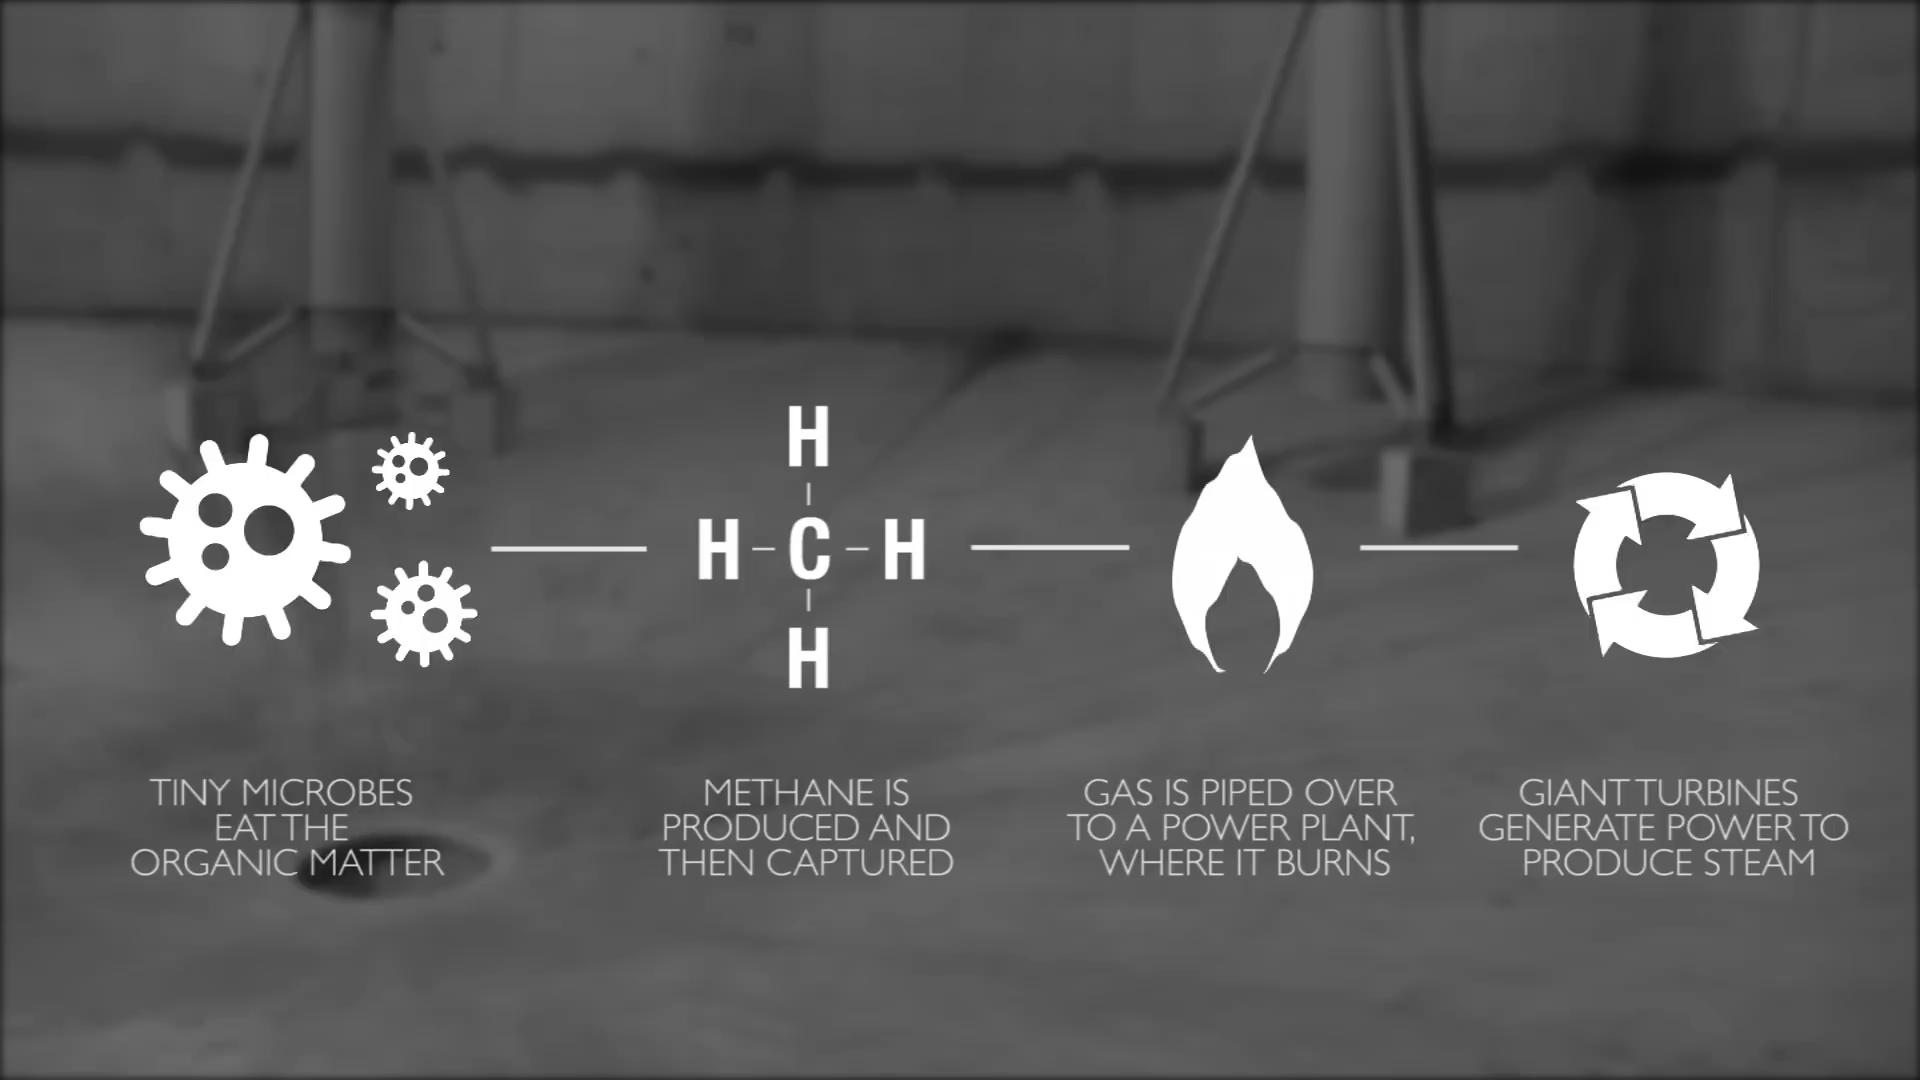 H
H C H
H
TINY MICROBES
EAT THE
ORGANIC MATTER
METHANE IS
PRODUCED AND
THEN CAPTURED
GAS IS PIPED OVER
TO A POWER PLANT,
WHERE IT BURNS
GIANT TURBINES
GENERATE POWER TO
PRODUCE STEAM